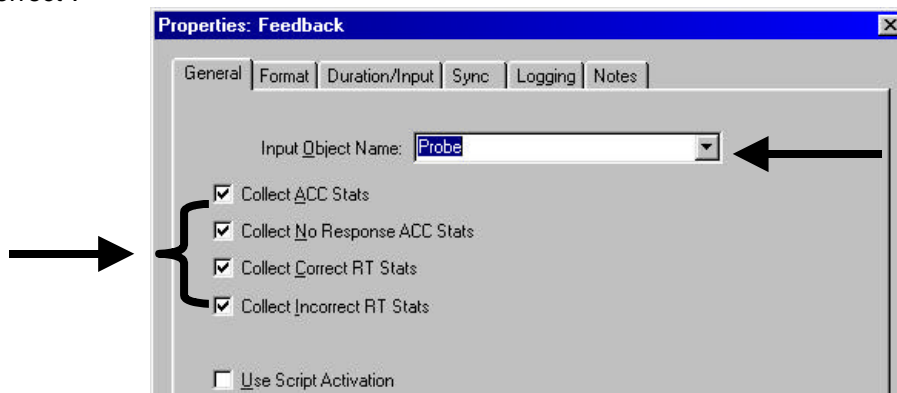 Properties: Feedback
General Format Duration/Input Sync Logging Notes
Input Object Name: Probe
Collect ACC Stats
Collect No Response ACC Stats
Collect Correct RT Stats
Collect Incorrect RT Stats
Use Script Activation